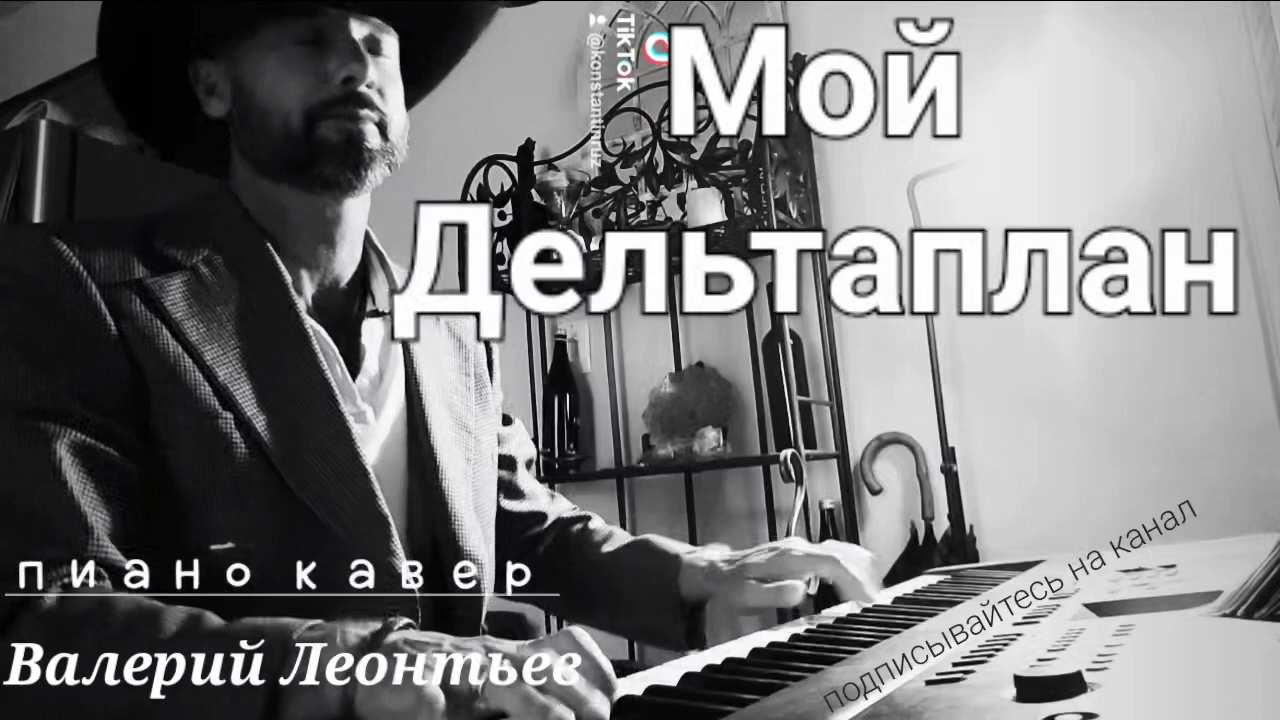 TikTok
Мой
Дельтаплан
пиано кавер
Валерий Леонтьев
подписывайтесь на канал